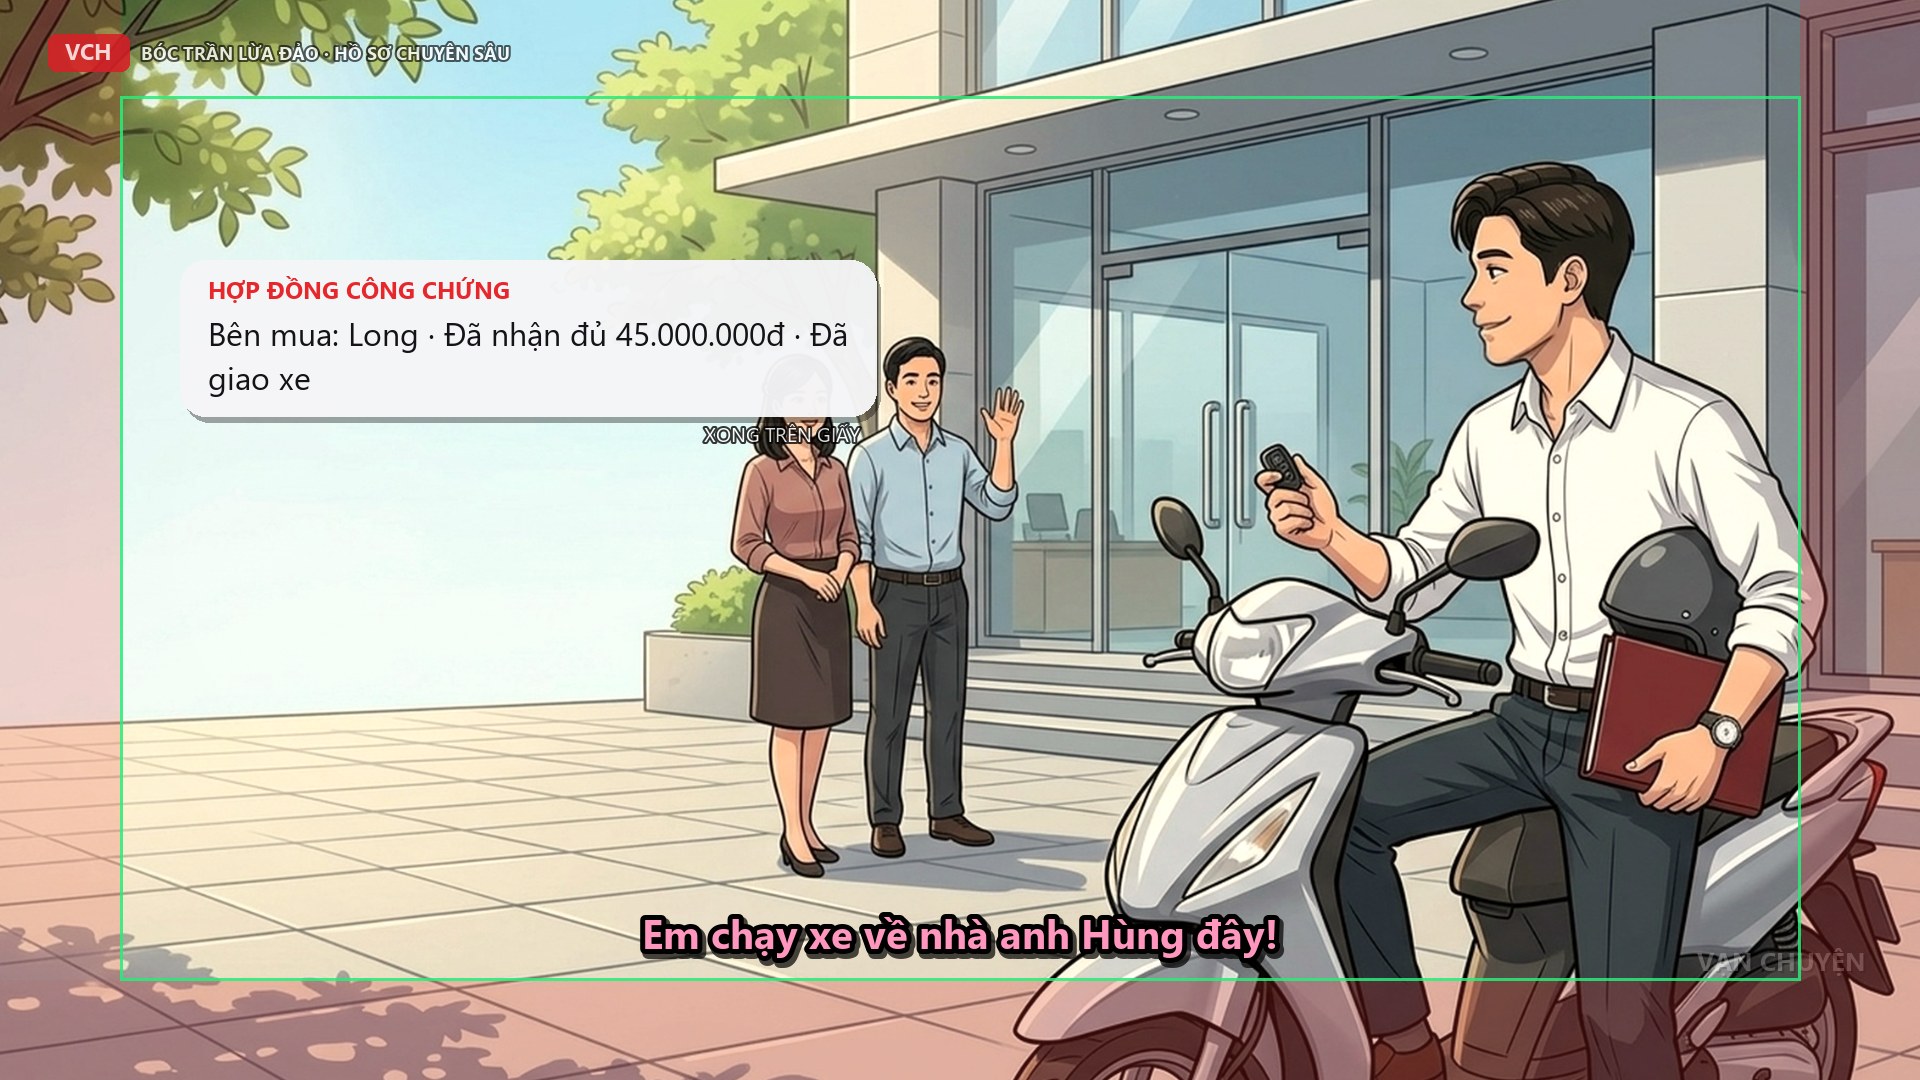 VCH BÓC TRẦN LỪA ĐẢO · HỒ SƠ CHUYÊN SÂU
HỢP ĐỒNG CÔNG CHỨNG
Bên mua: Long · Đã nhận đủ 45.000.000đ · Đã
giao xe
XONG TRÊN GIẤY
Em chạy xe về nhà anh Hùng đây!
VẠN CHUYỆN